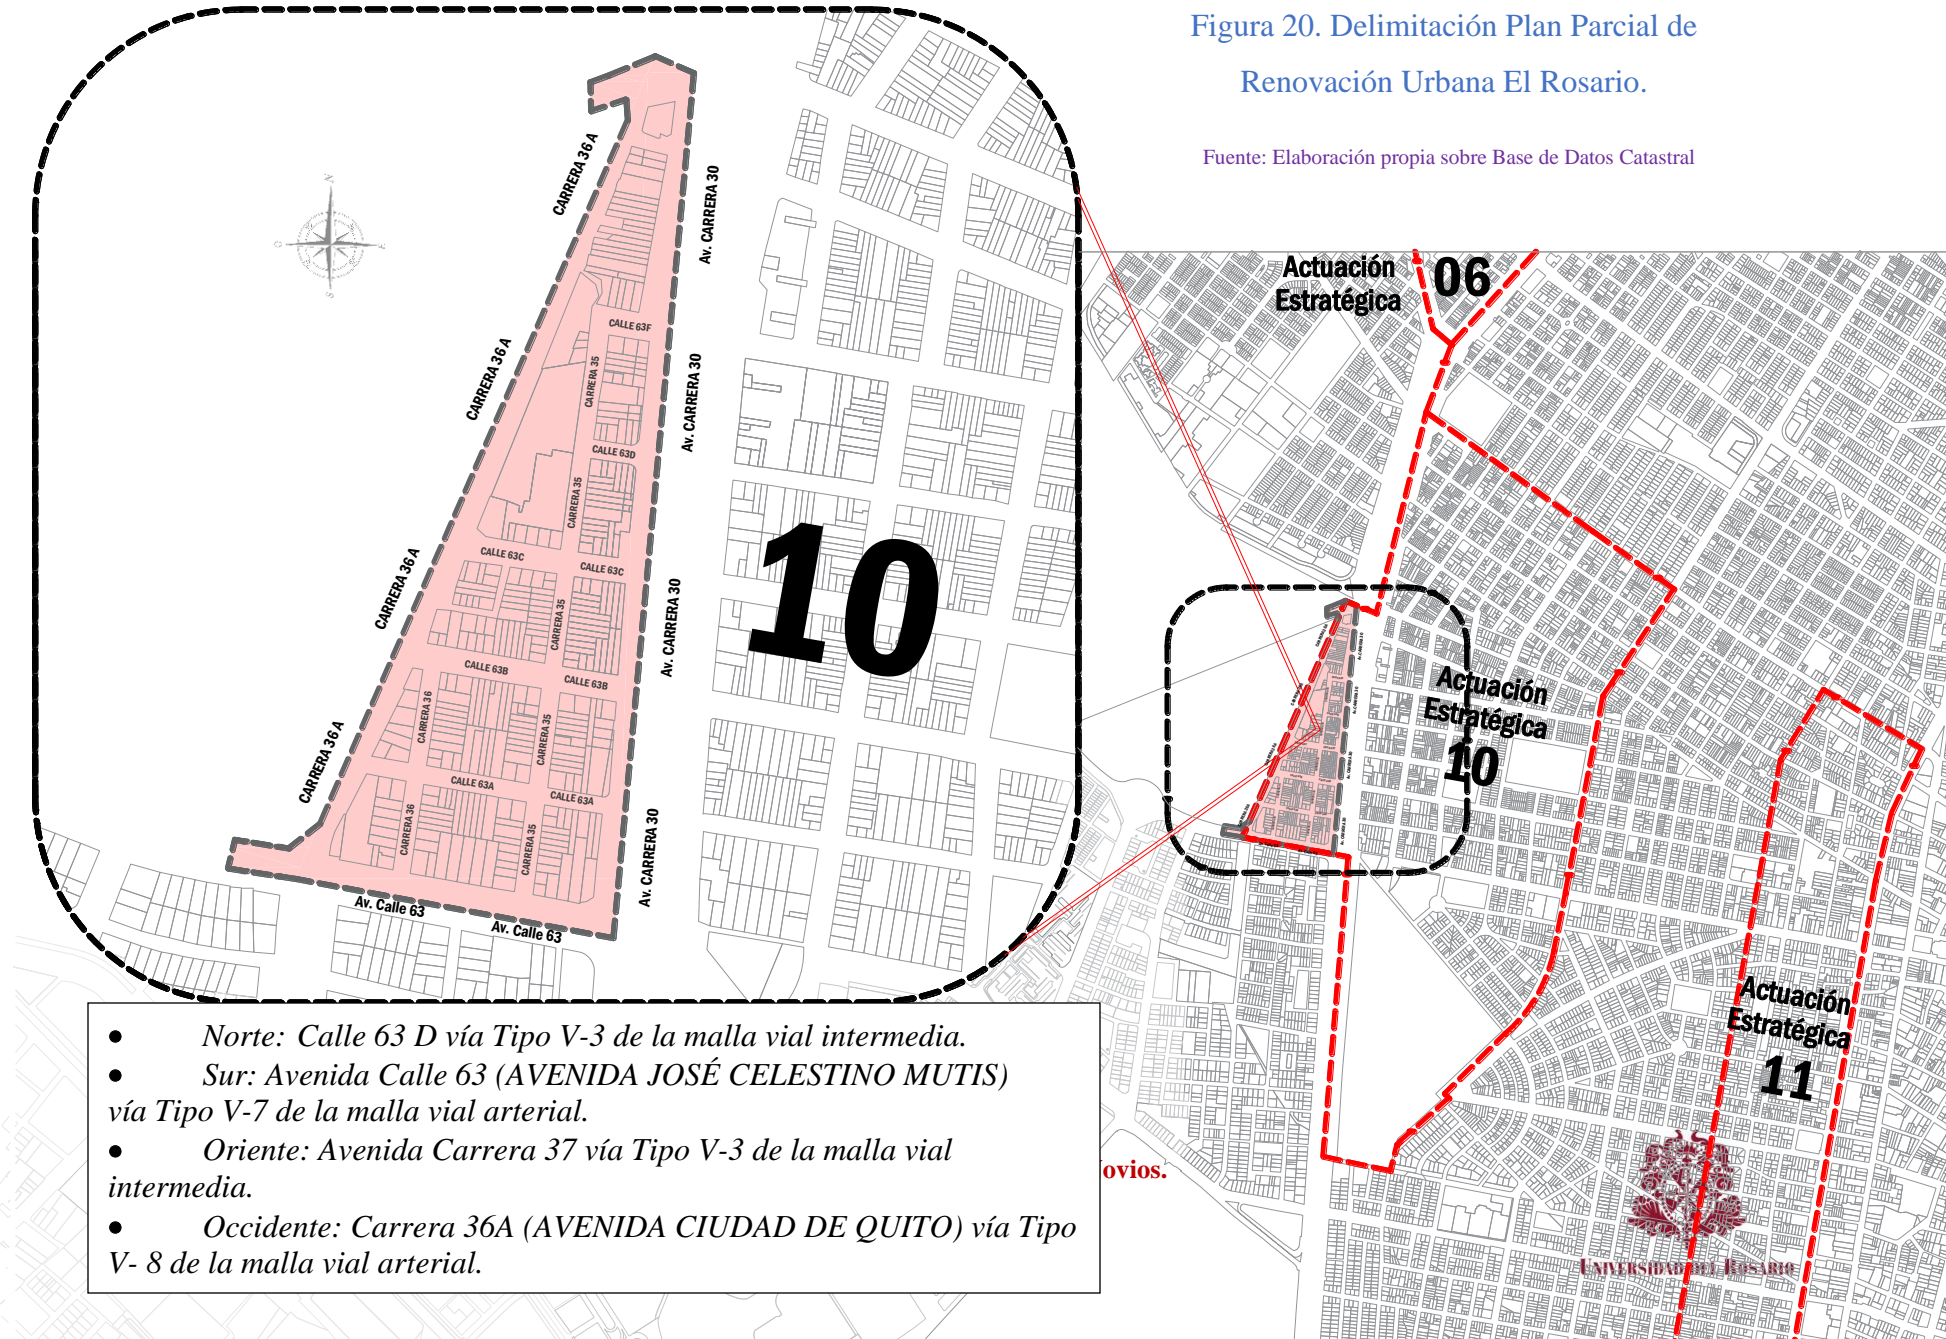 Figura 20. Delimitación Plan Parcial de
Renovación Urbana El Rosario.
Fuente: Elaboración propia sobre Base de Datos Catastral
N
E
S
O
CARRERA 36 A
CARRERA 36 A
CARRERA 36 A
CARRERA 36 A
Av. CARRERA 30
Av. CARRERA 30
Av. CARRERA 30
Av. CARRERA 30
CALLE 63F
CARRERA 35
CALLE 63D
CARRERA 35
CALLE 63C
CALLE 63C
CARRERA 35
CALLE 63B
CALLE 63B
CARRERA 36
CARRERA 35
CALLE 63A
CALLE 63A
CARRERA 36
CARRERA 35
Av. Calle 63
Av. Calle 63
10
Actuación
Estratégica
06
Actuación
Estratégica
10
Actuación
Estratégica
11
• Norte: Calle 63 D vía Tipo V-3 de la malla vial intermedia.
• Sur: Avenida Calle 63 (AVENIDA JOSÉ CELESTINO MUTIS)
vía Tipo V-7 de la malla vial arterial.
• Oriente: Avenida Carrera 37 vía Tipo V-3 de la malla vial
intermedia.
• Occidente: Carrera 36A (AVENIDA CIUDAD DE QUITO) vía Tipo
V- 8 de la malla vial arterial.
ovios.
UNIVERSIDAD DEL ROSARIO